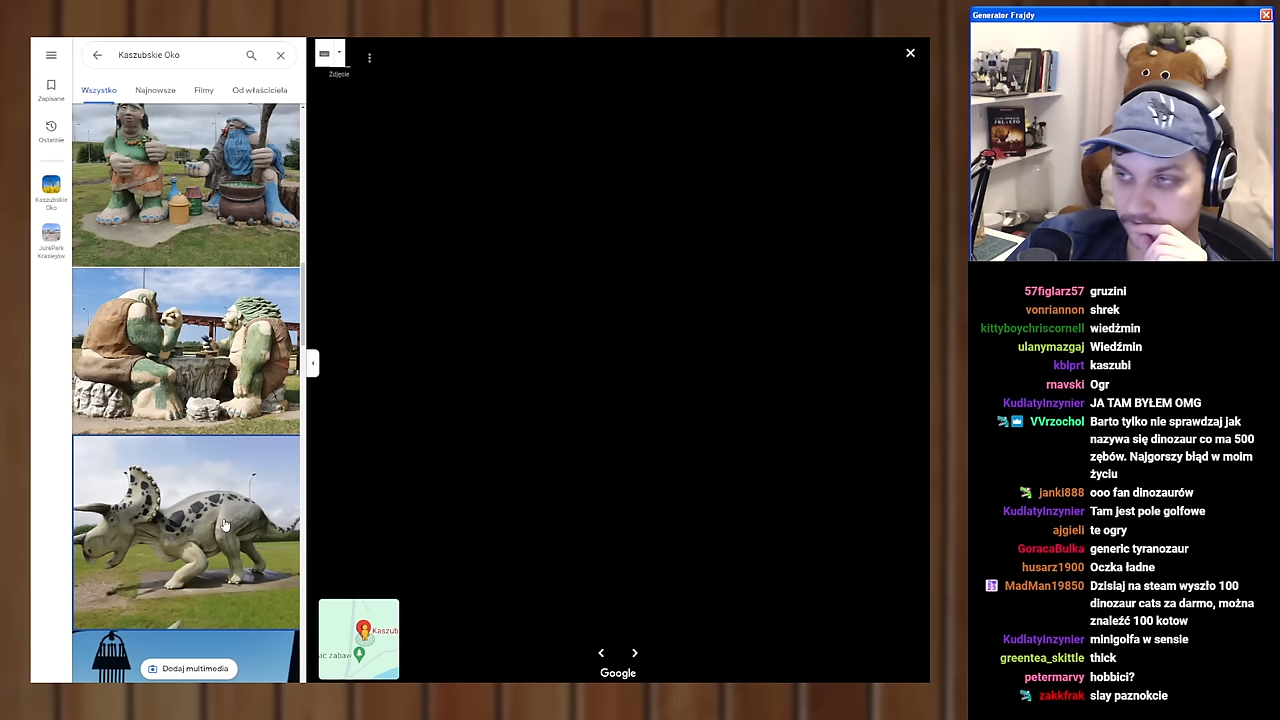 Kaszubskie Oko
Zapisane
Ostatnie
Kaszubskie
Oko
JuraPark
Krasiejów
Wszystko
Najnowsze
Filmy
Od właściciela
Dodaj multimedia
Zdjęcie
Kaszub
ac zabaw
Google
Generator Frajdy
57figlarz57 gruzini
vonriannon shrek
kittyboychriscornell wiedźmin
ulanymazgaj Wiedźmin
kblprt kaszubi
rnavski Ogr
KudlatyInzynier JA TAM BYŁEM OMG
VVrzochol Barto tylko nie sprawdzaj jak
nazywa się dinozaur co ma 500
zębów. Najgorszy błąd w moim
życiu
janki888 ooo fan dinozaurów
KudlatyInzynier Tam jest pole golfowe
ajgieli te ogry
GoracaBulka generic tyranozaur
husarz1900 Oczka ładne
MadMan19850 Dzisiaj na steam wyszło 100
dinozaur cats za darmo, można
znaleźć 100 kotow
KudlatyInzynier minigolfa w sensie
greentea_skittle thick
petermarvy hobbici?
zakkfrak slay paznokcie